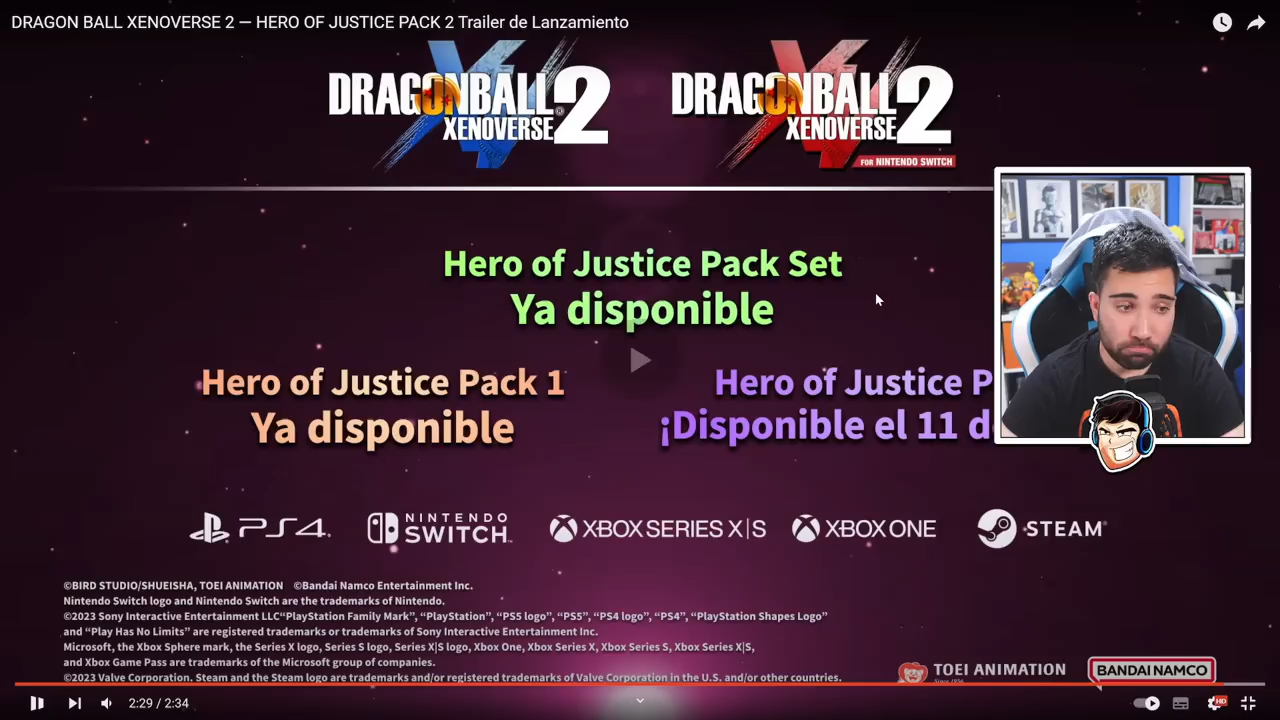 DRAGON BALL XENOVERSE 2 — HERO OF JUSTICE PACK 2 Trailer de Lanzamiento
DRAGONBALL XENOVERSE 2
DRAGONBALL XENOVERSE 2
FOR NINTENDO SWITCH
Hero of Justice Pack Set
Ya disponible
Hero of Justice Pack 1
Ya disponible
Hero of Justice P
¡Disponible el 11 d
PS4
NINTENDO SWITCH
XBOX SERIES X|S
XBOX ONE
STEAM
©BIRD STUDIO/SHUEISHA, TOEI ANIMATION ©Bandai Namco Entertainment Inc.
Nintendo Switch logo and Nintendo Switch are the trademarks of Nintendo.
©2023 Sony Interactive Entertainment LLC“PlayStation Family Mark”, “PlayStation”, “PS5 logo”, “PS5”, “PS4 logo”, “PS4”, “PlayStation Shapes Logo”
and “Play Has No Limits” are registered trademarks or trademarks of Sony Interactive Entertainment Inc.
Microsoft, the Xbox Sphere mark, the Series X logo, Series S logo, Series X|S logo, Xbox One, Xbox Series X, Xbox Series S, Xbox Series X|S,
and Xbox Game Pass are trademarks of the Microsoft group of companies.
©2023 Valve Corporation. Steam and the Steam logo are trademarks and/or registered trademarks of Valve Corporation in the U.S. and/or other countries.
TOEI ANIMATION
Since 1956
BANDAI NAMCO
2:29 / 2:34
HD